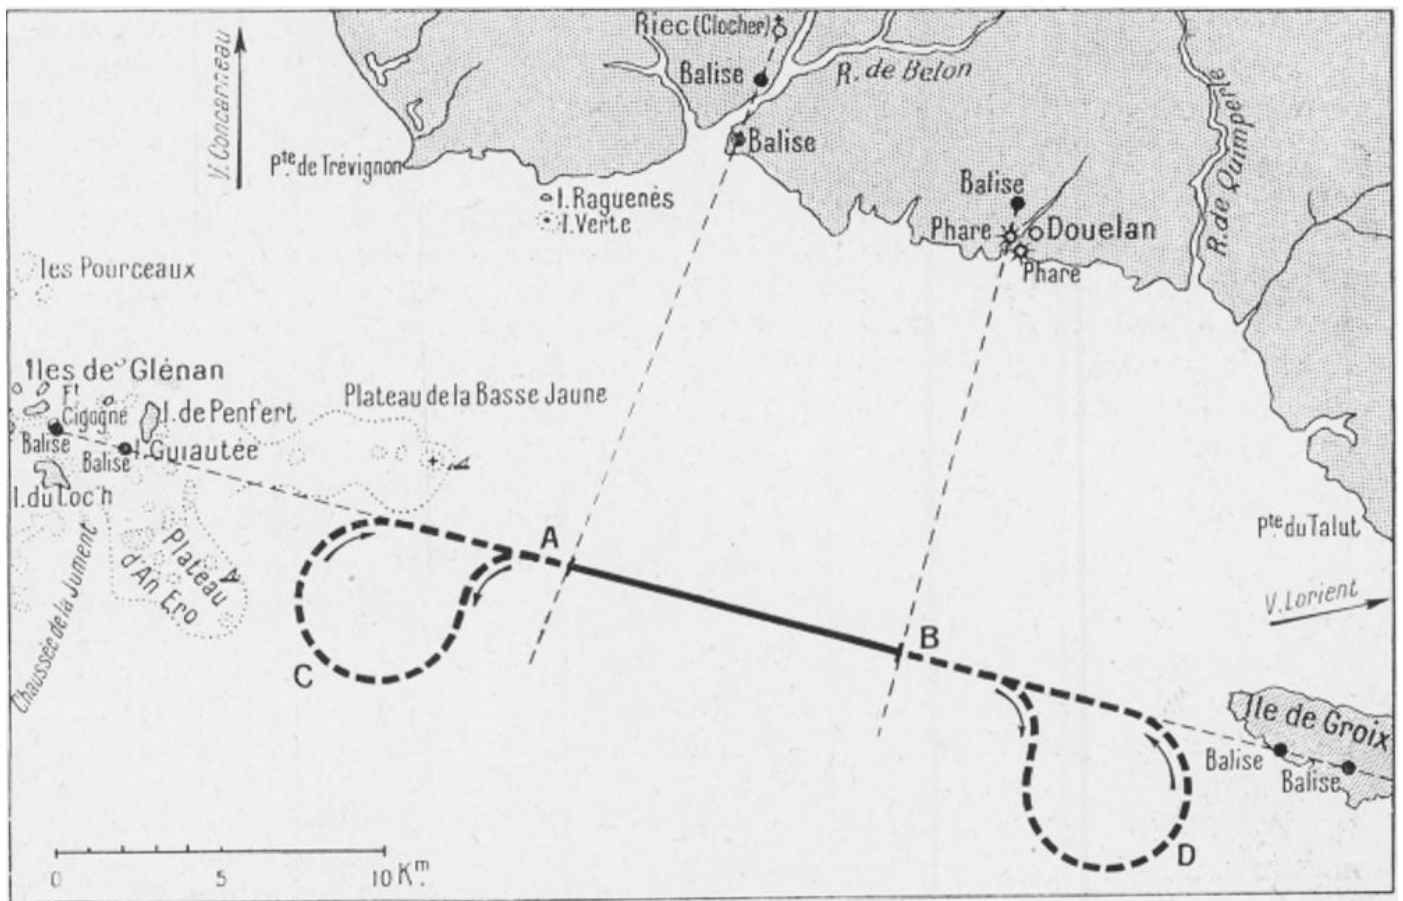 Riec (Clocher)
V. Concarneau
Balise
R. de Belon
R. de Quimperlé
Balise
Pte de Trévignon
Balise
I. Raguenès
I. Verte
Phare
Douelan
Phare
les Pourceaux
Iles de Glénan
Ft
Cigogne
I. de Penfert
Plateau de la Basse Jaune
Balise
Balise
I. Guiautée
I. du Loc'h
Chaussée de la Jument
Plateau
d'An Ero
A
Pte du Talut
V. Lorient
B
C
Ile de Groix
Balise
Balise
D
0 5 10 Km.